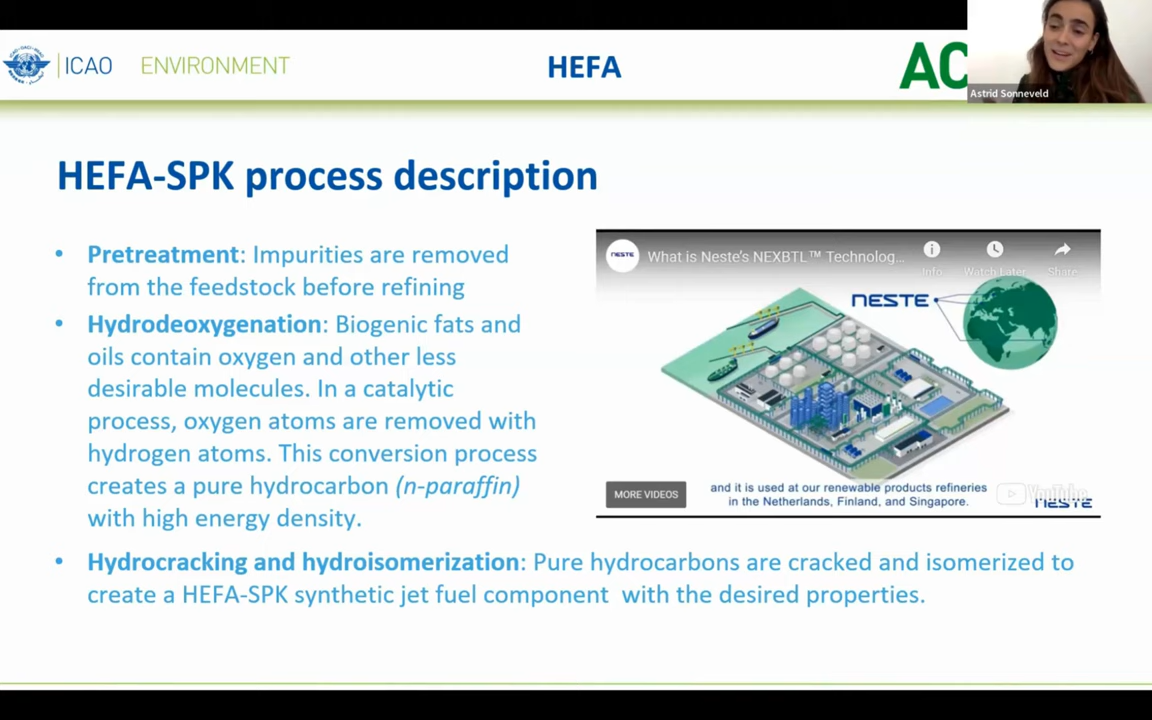 ICAO ENVIRONMENT
HEFA
AC
Astrid Sonneveld
HEFA-SPK process description
• Pretreatment: Impurities are removed
from the feedstock before refining
• Hydrodeoxygenation: Biogenic fats and
oils contain oxygen and other less
desirable molecules. In a catalytic
process, oxygen atoms are removed with
hydrogen atoms. This conversion process
creates a pure hydrocarbon (n-paraffin)
with high energy density.
• Hydrocracking and hydroisomerization: Pure hydrocarbons are cracked and isomerized to
create a HEFA-SPK synthetic jet fuel component with the desired properties.
NESTE
What is Neste's NEXBTL™ Technolog...
Info
Watch Later
Share
NESTE
MORE VIDEOS
and it is used at our renewable products refineries
in the Netherlands, Finland, and Singapore.
YouTube
NESTE